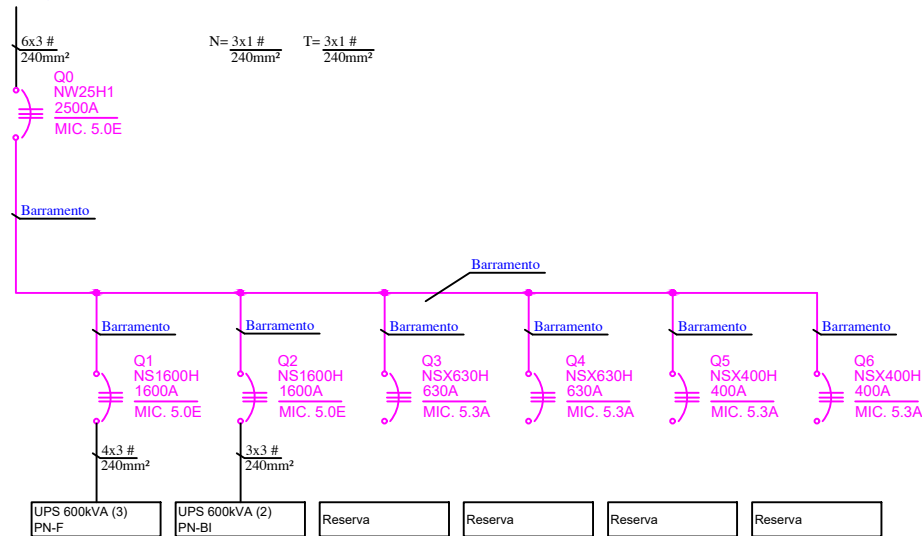 6x3 #
240mm²
N= 3x1 #
240mm²
T= 3x1 #
240mm²
Q0
NW25H1
2500A
MIC. 5.0E
Barramento
Barramento
Barramento
Barramento
Barramento
Barramento
Barramento
Barramento
Q1
NS1600H
1600A
MIC. 5.0E
Q2
NS1600H
1600A
MIC. 5.0E
Q3
NSX630H
630A
MIC. 5.3A
Q4
NSX630H
630A
MIC. 5.3A
Q5
NSX400H
400A
MIC. 5.3A
Q6
NSX400H
400A
MIC. 5.3A
4x3 #
240mm²
3x3 #
240mm²
UPS 600kVA (3)
PN-F
UPS 600kVA (2)
PN-BI
Reserva
Reserva
Reserva
Reserva